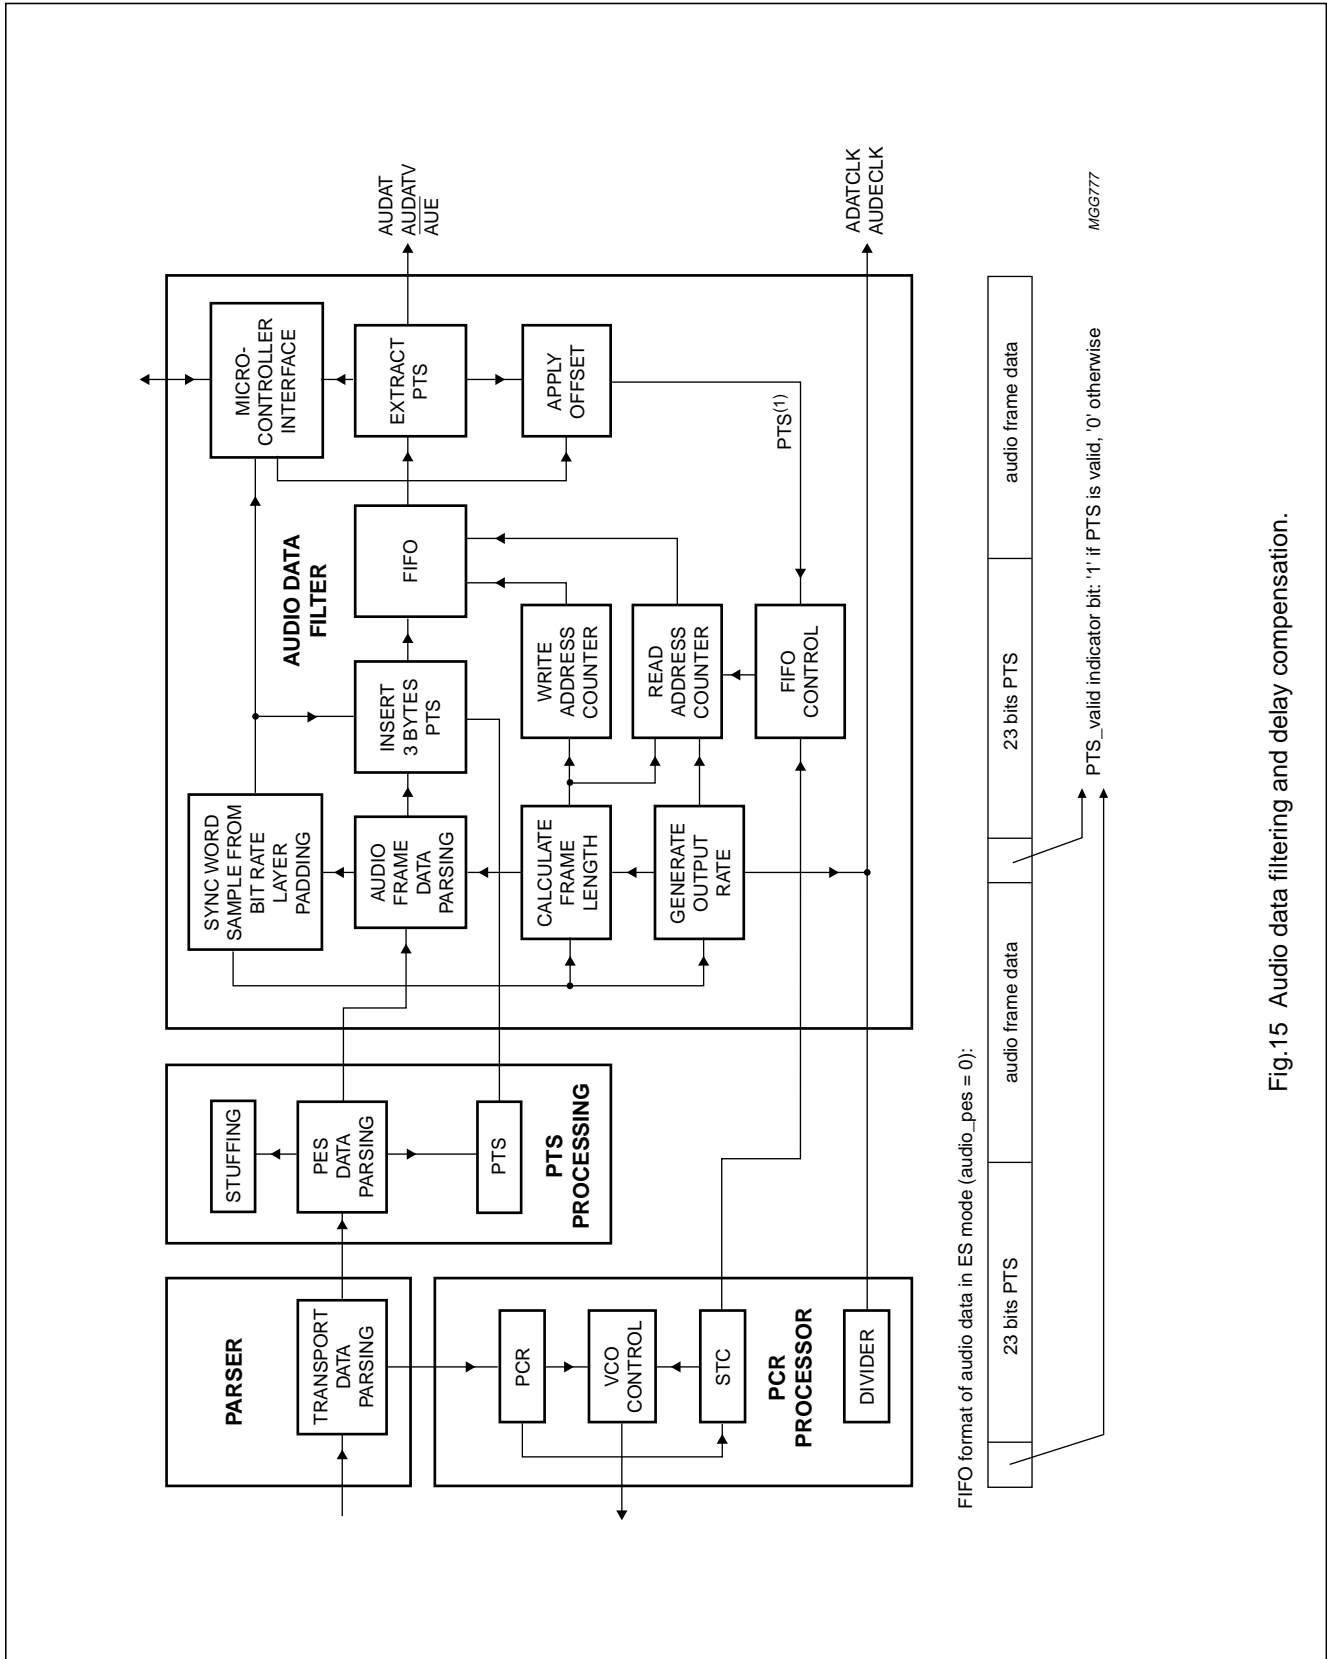 PARSER
TRANSPORT
DATA
PARSING
STUFFING
PES
DATA
PARSING
PTS
PTS
PROCESSING
PCR
VCO
CONTROL
STC
PCR
PROCESSOR
DIVIDER
SYNC WORD
SAMPLE FROM
BIT RATE
LAYER
PADDING
AUDIO
FRAME
DATA
PARSING
CALCULATE
FRAME
LENGTH
GENERATE
OUTPUT
RATE
AUDIO DATA
FILTER
INSERT
3 BYTES
PTS
FIFO
WRITE
ADDRESS
COUNTER
READ
ADDRESS
COUNTER
FIFO
CONTROL
MICRO-
CONTROLLER
INTERFACE
EXTRACT
PTS
APPLY
OFFSET
PTS(1)
AUDAT
AUDATV
AUE
ADATCLK
AUDECLK
FIFO format of audio data in ES mode (audio_pes = 0):
23 bits PTS
audio frame data
23 bits PTS
audio frame data
PTS_valid indicator bit: '1' if PTS is valid, '0' otherwise
MGG777
Fig.15 Audio data filtering and delay compensation.